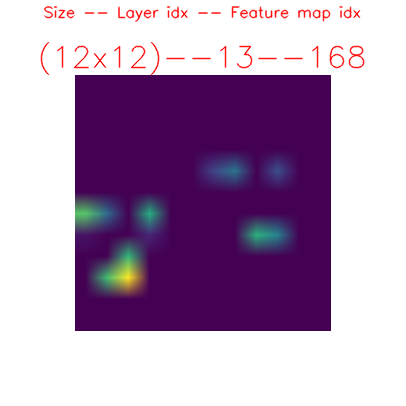 Size -- Layer idx -- Feature map idx
(12x12)--13--168